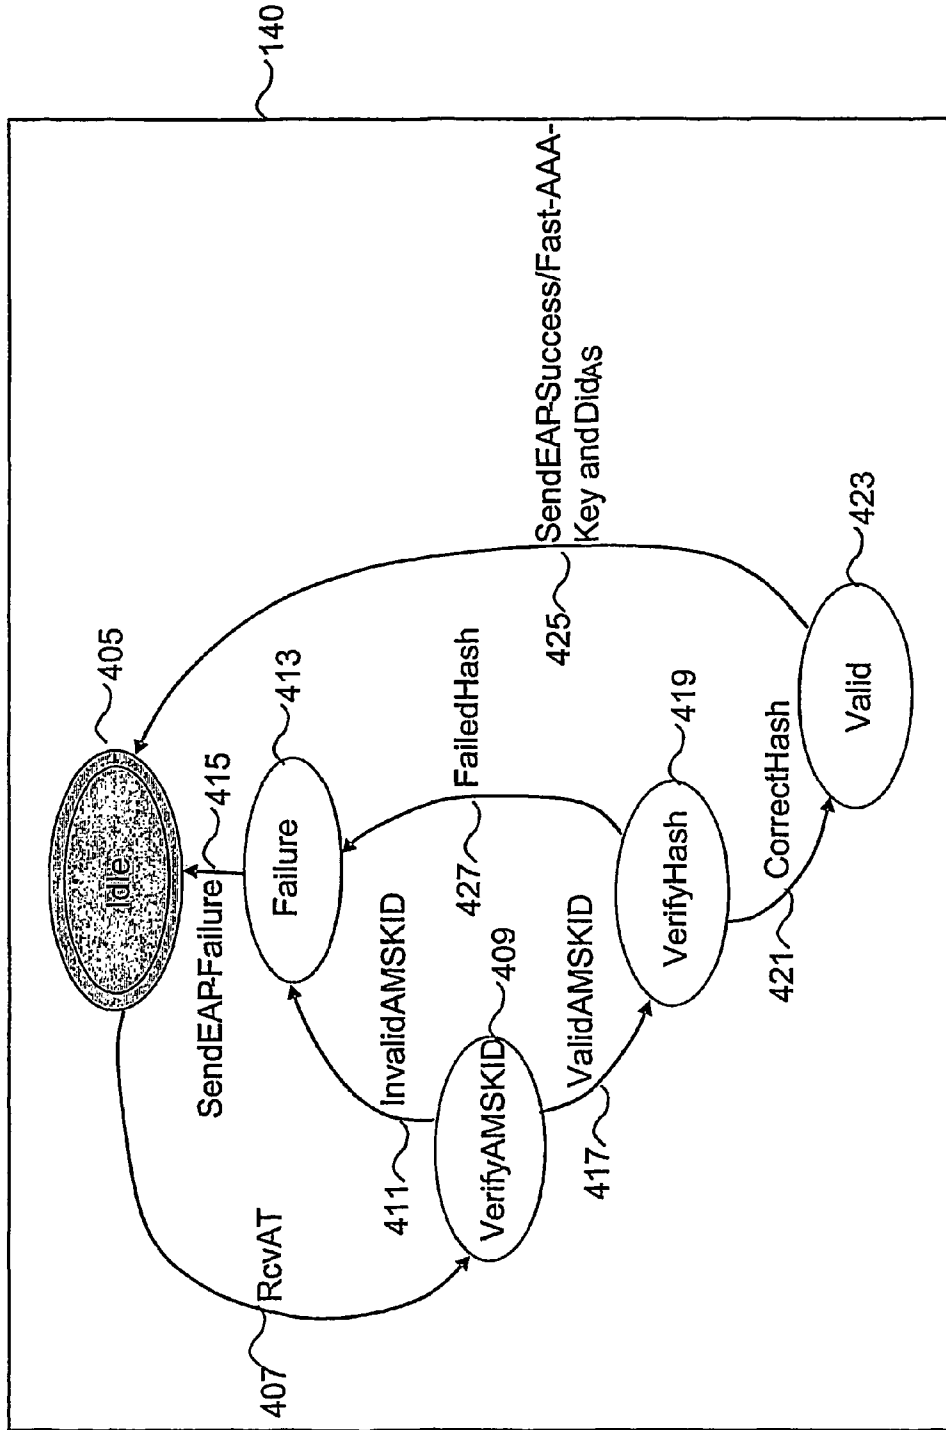 140
405
Idle
SendEAP-Failure
415
Failure
413
RcvAT
407
InvalidAMSKID
411
FailedHash
427
VerifyAMSKID
409
ValidAMSKID
417
VerifyHash
419
SendEAP-Success/Fast-AAA-
Key and DidAS
425
CorrectHash
421
Valid
423